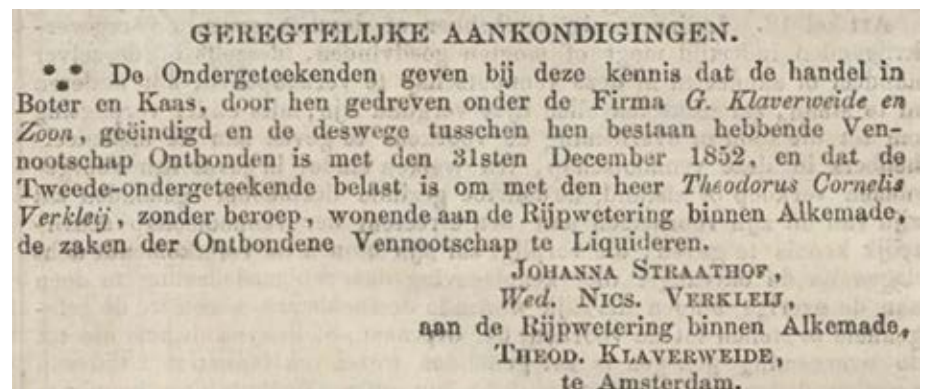 GEREGTELIJKE AANKONDIGINGEN.
⁂ De Ondergeteekenden geven bij deze kennis dat de handel in
Boter en Kaas, door hen gedreven onder de Firma G. Klaverweide en
Zoon, geëindigd en de deswege tusschen hen bestaan hebbende Ven-
nootschap Ontbonden is met den 31sten December 1852, en dat de
Tweede-ondergeteekende belast is om met den heer Theodorus Cornelis
Verkleij, zonder beroep, wonende aan de Rijpwetering binnen Alkemade,
de zaken der Ontbondene Vennootschap te Liquideren.
JOHANNA STRAATHOF,
Wed. NICS. VERKLEIJ,
aan de Rijpwetering binnen Alkemade,
THEOD. KLAVERWEIDE,
te Amsterdam.